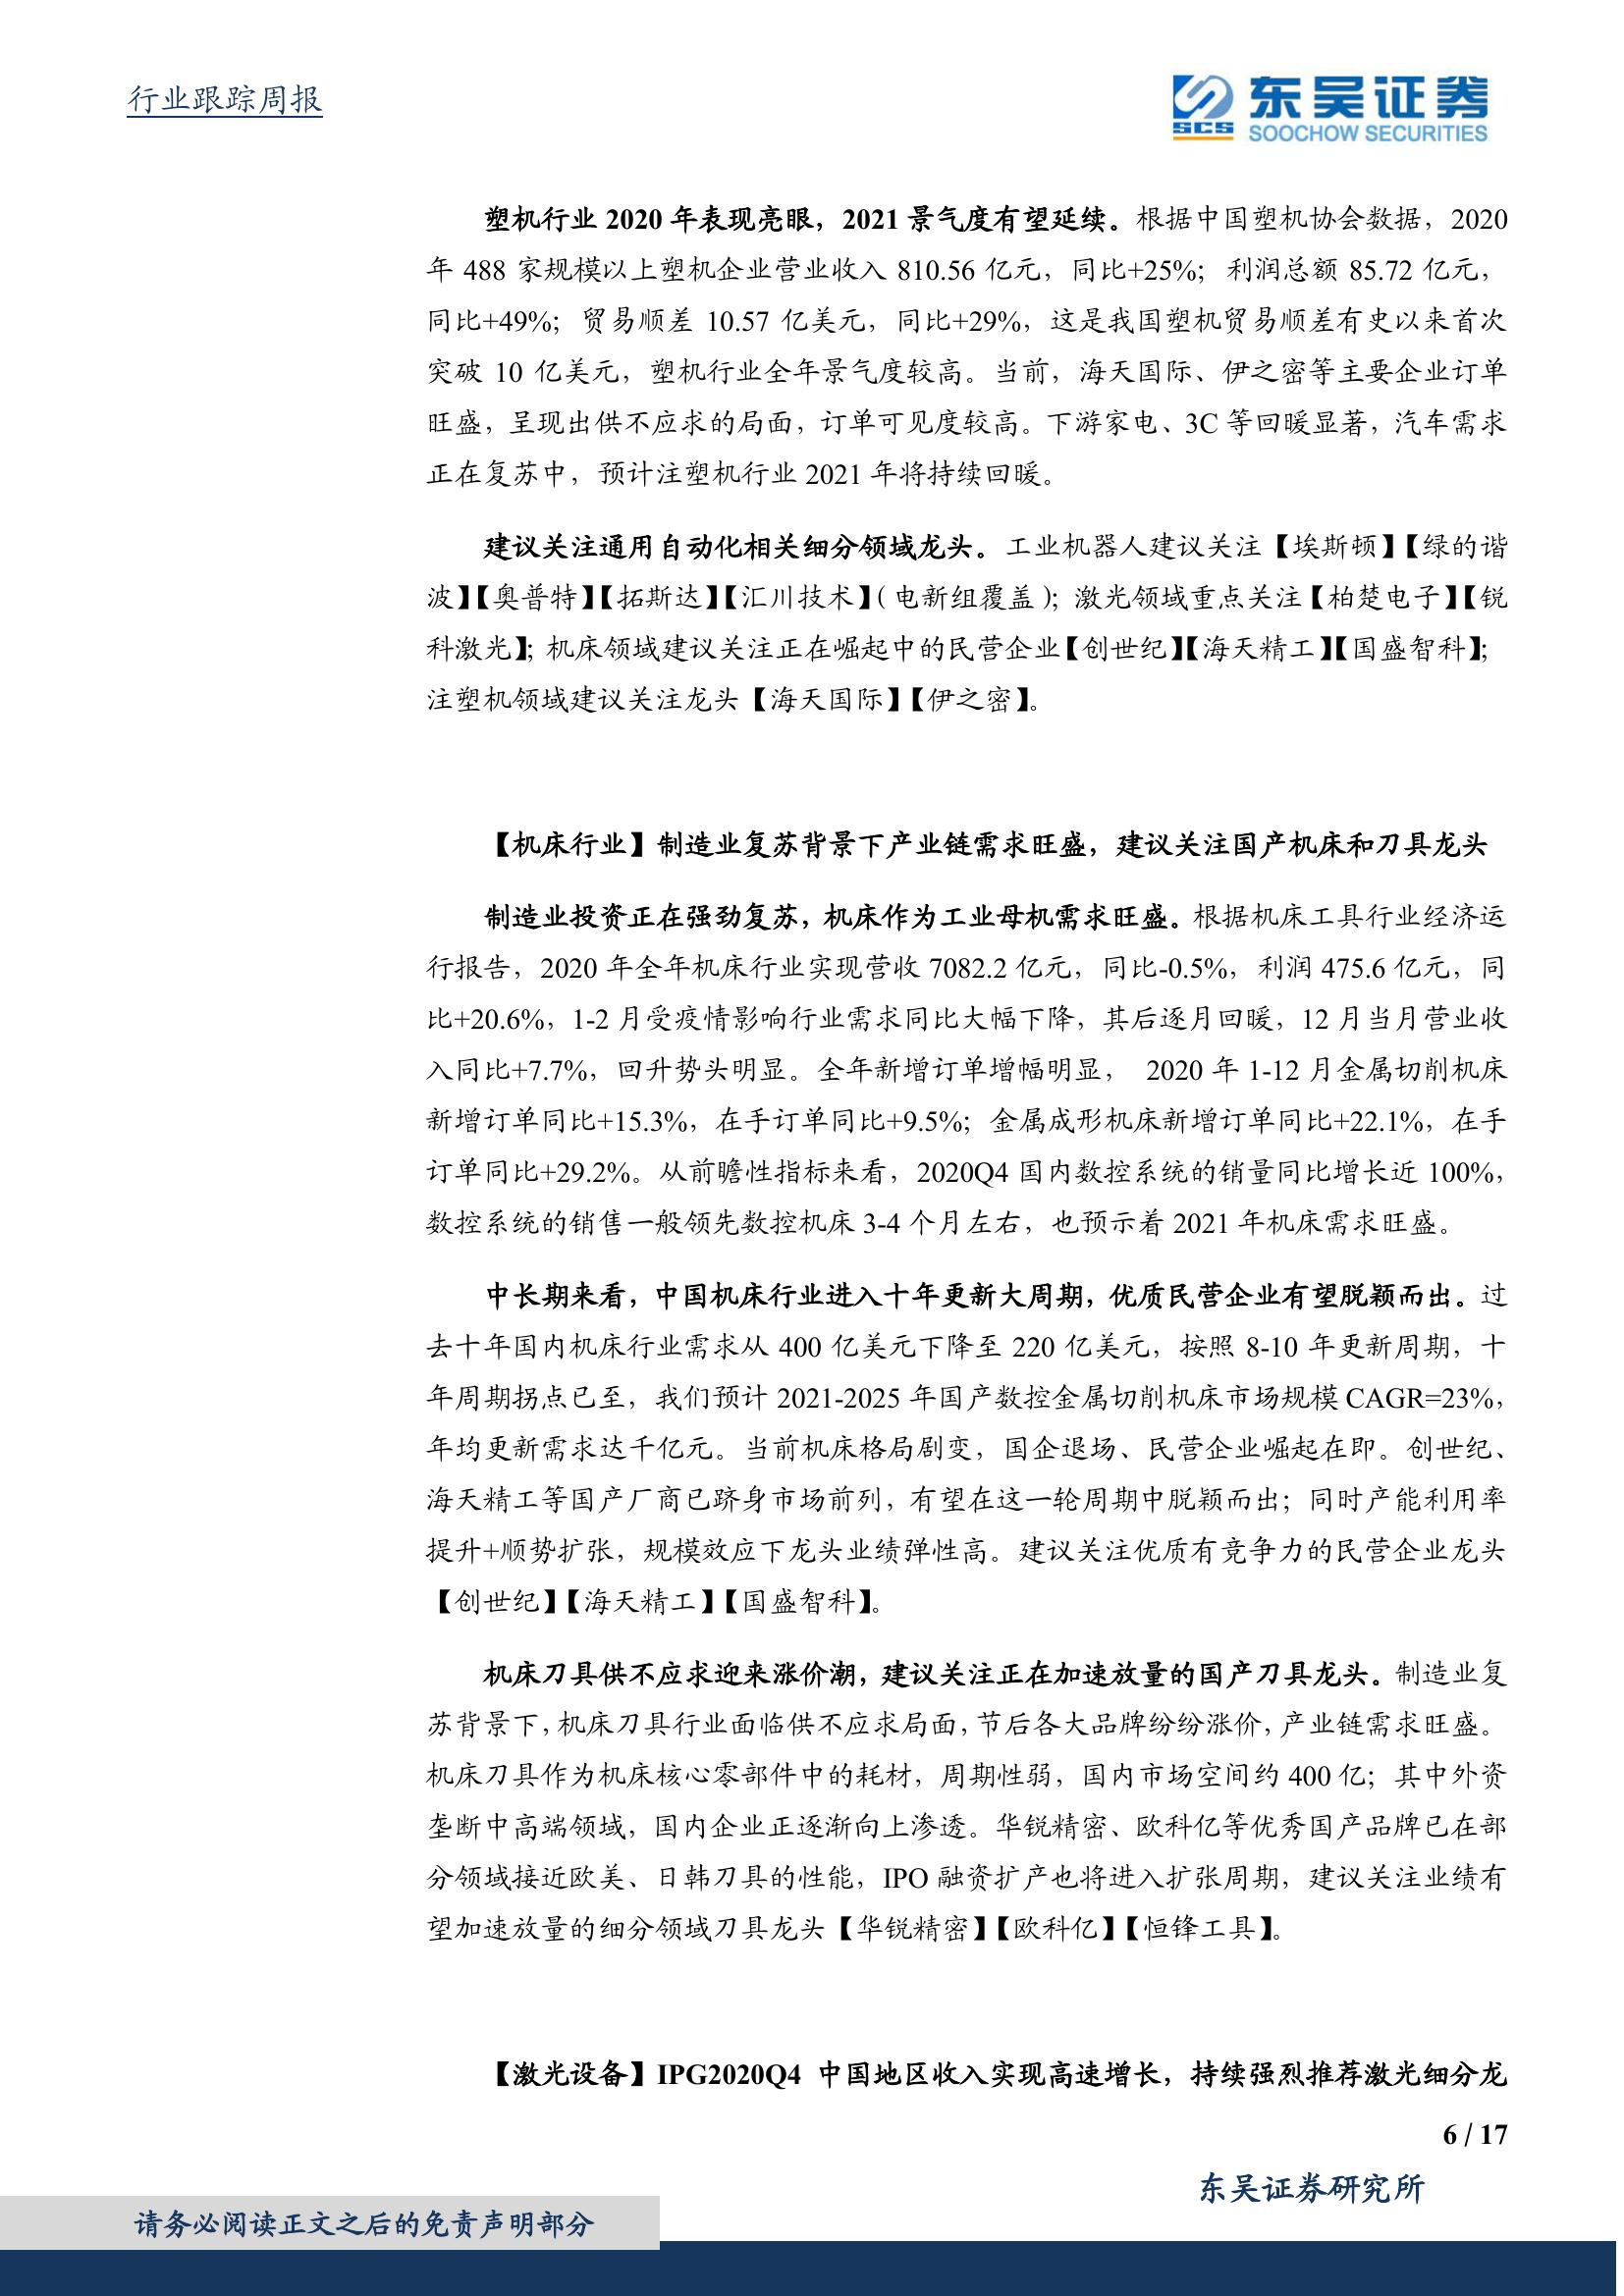 行业跟踪周报
SCS
东吴证券
SOOCHOW SECURITIES
塑机行业 2020 年表现亮眼，2021 景气度有望延续。根据中国塑机协会数据，2020
年 488 家规模以上塑机企业营业收入 810.56 亿元，同比+25%；利润总额 85.72 亿元，
同比+49%；贸易顺差 10.57 亿美元，同比+29%，这是我国塑机贸易顺差有史以来首次
突破 10 亿美元，塑机行业全年景气度较高。当前，海天国际、伊之密等主要企业订单
旺盛，呈现出供不应求的局面，订单可见度较高。下游家电、3C 等回暖显著，汽车需求
正在复苏中，预计注塑机行业 2021 年将持续回暖。
建议关注通用自动化相关细分领域龙头。工业机器人建议关注【埃斯顿】【绿的谐
波】【奥普特】【拓斯达】【汇川技术】（电新组覆盖）；激光领域重点关注【柏楚电子】【锐
科激光】；机床领域建议关注正在崛起中的民营企业【创世纪】【海天精工】【国盛智科】；
注塑机领域建议关注龙头【海天国际】【伊之密】。
【机床行业】制造业复苏背景下产业链需求旺盛，建议关注国产机床和刀具龙头
制造业投资正在强劲复苏，机床作为工业母机需求旺盛。根据机床工具行业经济运
行报告，2020 年全年机床行业实现营收 7082.2 亿元，同比-0.5%，利润 475.6 亿元，同
比+20.6%，1-2 月受疫情影响行业需求同比大幅下降，其后逐月回暖，12 月当月营业收
入同比+7.7%，回升势头明显。全年新增订单增幅明显， 2020 年 1-12 月金属切削机床
新增订单同比+15.3%，在手订单同比+9.5%；金属成形机床新增订单同比+22.1%，在手
订单同比+29.2%。从前瞻性指标来看，2020Q4 国内数控系统的销量同比增长近 100%，
数控系统的销售一般领先数控机床 3-4 个月左右，也预示着 2021 年机床需求旺盛。
中长期来看，中国机床行业进入十年更新大周期，优质民营企业有望脱颖而出。过
去十年国内机床行业需求从 400 亿美元下降至 220 亿美元，按照 8-10 年更新周期，十
年周期拐点已至，我们预计 2021-2025 年国产数控金属切削机床市场规模 CAGR=23%，
年均更新需求达千亿元。当前机床格局剧变，国企退场、民营企业崛起在即。创世纪、
海天精工等国产厂商已跻身市场前列，有望在这一轮周期中脱颖而出；同时产能利用率
提升+顺势扩张，规模效应下龙头业绩弹性高。建议关注优质有竞争力的民营企业龙头
【创世纪】【海天精工】【国盛智科】。
机床刀具供不应求迎来涨价潮，建议关注正在加速放量的国产刀具龙头。制造业复
苏背景下，机床刀具行业面临供不应求局面，节后各大品牌纷纷涨价，产业链需求旺盛。
机床刀具作为机床核心零部件中的耗材，周期性弱，国内市场空间约 400 亿；其中外资
垄断中高端领域，国内企业正逐渐向上渗透。华锐精密、欧科亿等优秀国产品牌已在部
分领域接近欧美、日韩刀具的性能，IPO 融资扩产也将进入扩张周期，建议关注业绩有
望加速放量的细分领域刀具龙头【华锐精密】【欧科亿】【恒锋工具】。
【激光设备】IPG2020Q4 中国地区收入实现高速增长，持续强烈推荐激光细分龙
6 / 17
东吴证券研究所
请务必阅读正文之后的免责声明部分